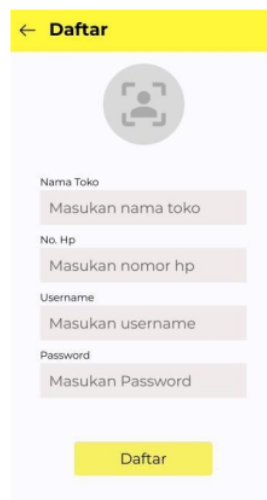 ← Daftar
Nama Toko
Masukan nama toko
No. Hp
Masukan nomor hp
Username
Masukan username
Password
Masukan Password
Daftar